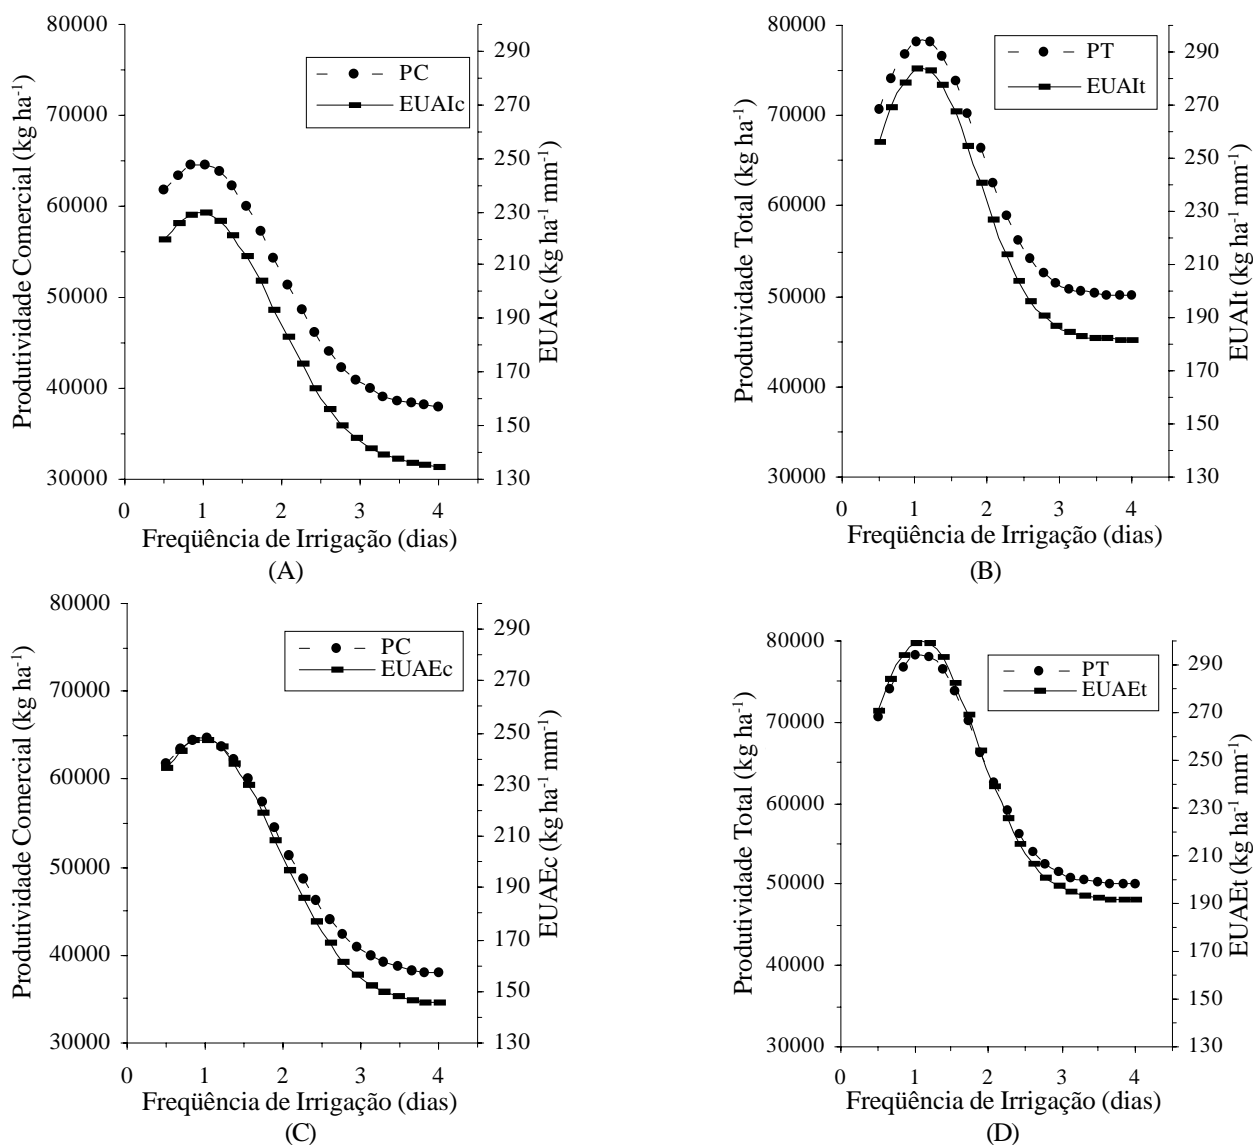 80000
70000
60000
50000
40000
30000
Produtividade Comercial (kg ha⁻¹)
PC
EUAIc
290
270
250
230
210
190
170
150
130
EUAIc (kg ha⁻¹ mm⁻¹)
0 1 2 3 4
Freqüência de Irrigação (dias)
(A)
80000
70000
60000
50000
40000
30000
Produtividade Total (kg ha⁻¹)
PT
EUAIt
290
270
250
230
210
190
170
150
130
EUAIt (kg ha⁻¹ mm⁻¹)
0 1 2 3 4
Freqüência de Irrigação (dias)
(B)
80000
70000
60000
50000
40000
30000
Produtividade Comercial (kg ha⁻¹)
PC
EUAEc
290
270
250
230
210
190
170
150
130
EUAEc (kg ha⁻¹ mm⁻¹)
0 1 2 3 4
Freqüência de Irrigação (dias)
(C)
80000
70000
60000
50000
40000
30000
Produtividade Total (kg ha⁻¹)
PT
EUAEt
290
270
250
230
210
190
170
150
130
EUAEt (kg ha⁻¹ mm⁻¹)
0 1 2 3 4
Freqüência de Irrigação (dias)
(D)